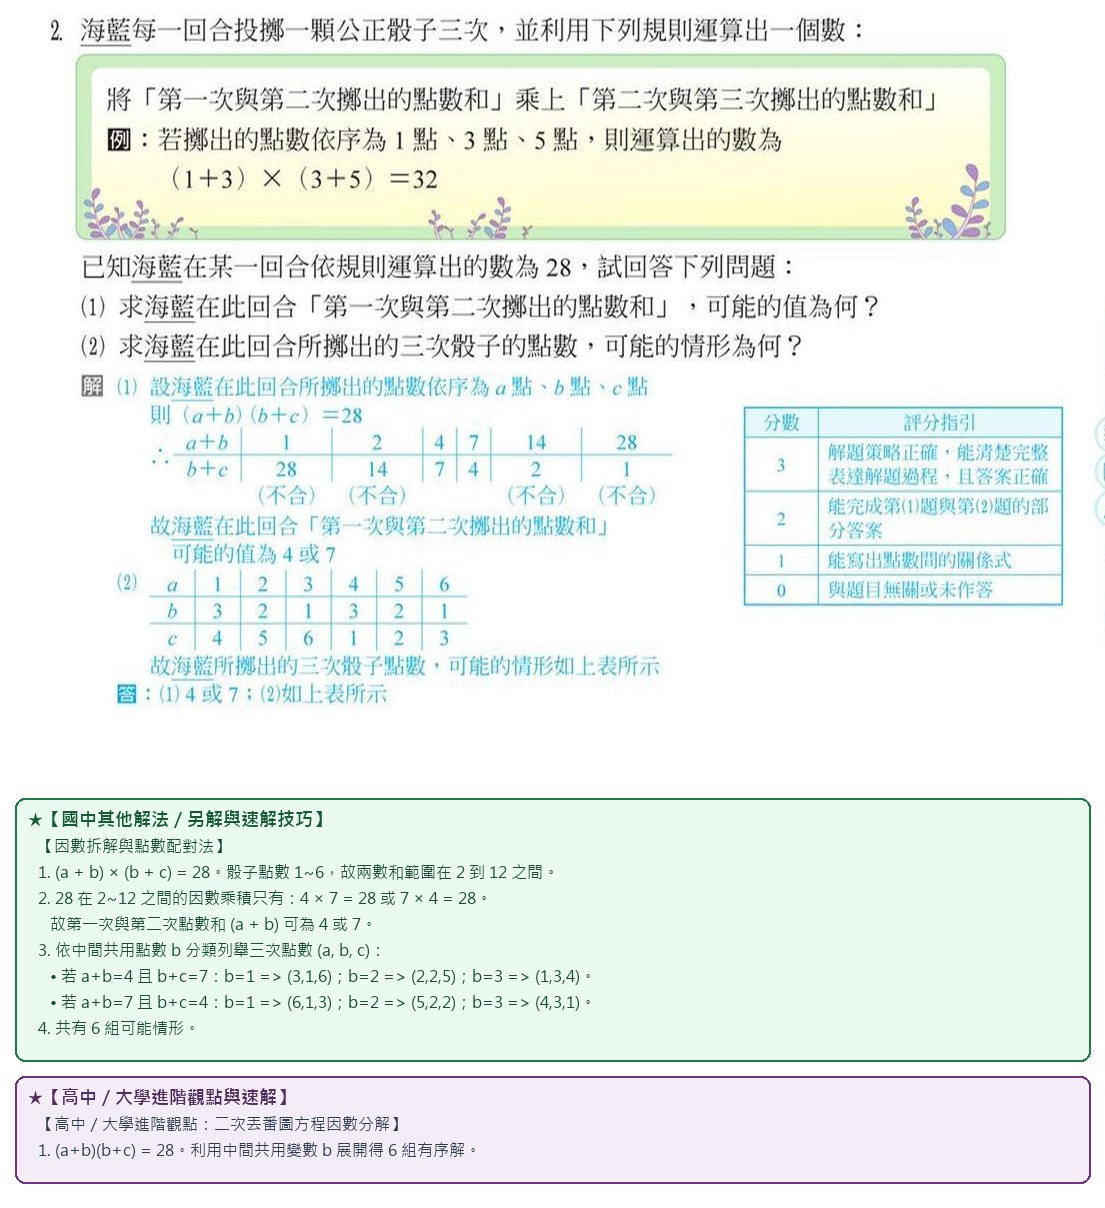 2. 海藍每一回合投擲一顆公正骰子三次，並利用下列規則運算出一個數：
將「第一次與第二次擲出的點數和」乘上「第二次與第三次擲出的點數和」
例：若擲出的點數依序為 1 點、3 點、5 點，則運算出的數為
（1＋3）×（3＋5）＝32
已知海藍在某一回合依規則運算出的數為 28，試回答下列問題：
⑴ 求海藍在此回合「第一次與第二次擲出的點數和」，可能的值為何？
⑵ 求海藍在此回合所擲出的三次骰子的點數，可能的情形為何？
解 ⑴ 設海藍在此回合所擲出的點數依序為 a 點、b 點、c 點
則（a＋b）（b＋c）＝28
∴ a＋b 1 2 4 7 14 28
b＋c 28 14 7 4 2 1
（不合）（不合）（不合）（不合）
故海藍在此回合「第一次與第二次擲出的點數和」
可能的值為 4 或 7
⑵ a 1 2 3 4 5 6
b 3 2 1 3 2 1
c 4 5 6 1 2 3
故海藍所擲出的三次骰子點數，可能的情形如上表所示
答：⑴ 4 或 7；⑵如上表所示
分數 評分指引
3 解題策略正確，能清楚完整
表達解題過程，且答案正確
2 能完成第⑴題與第⑵題的部
分答案
1 能寫出點數間的關係式
0 與題目無關或未作答
★【國中其他解法 / 另解與速解技巧】
【因數拆解與點數配對法】
1. (a + b) × (b + c) = 28。骰子點數 1~6，故兩數和範圍在 2 到 12 之間。
2. 28 在 2~12 之間的因數乘積只有：4 × 7 = 28 或 7 × 4 = 28。
故第一次與第二次點數和 (a + b) 可為 4 或 7。
3. 依中間共用點數 b 分類列舉三次點數 (a, b, c)：
• 若 a+b=4 且 b+c=7：b=1 => (3,1,6)；b=2 => (2,2,5)；b=3 => (1,3,4)。
• 若 a+b=7 且 b+c=4：b=1 => (6,1,3)；b=2 => (5,2,2)；b=3 => (4,3,1)。
4. 共有 6 組可能情形。
★【高中 / 大學進階觀點與速解】
【高中 / 大學進階觀點：二次丟番圖方程因數分解】
1. (a+b)(b+c) = 28。利用中間共用變數 b 展開得 6 組有序解。